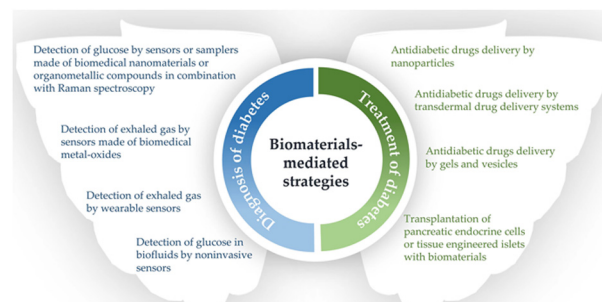 Detection of glucose by sensors or samplers
made of biomedical nanomaterials or
organometallic compounds in combination
with Raman spectroscopy
Detection of exhaled gas by
sensors made of biomedical
metal-oxides
Detection of exhaled gas
by wearable sensors
Detection of glucose in
biofluids by noninvasive
sensors
Diagnosis of diabetes
Biomaterials-
mediated
strategies
Treatment of diabetes
Antidiabetic drugs delivery by
nanoparticles
Antidiabetic drugs delivery by
transdermal drug delivery systems
Antidiabetic drugs delivery
by gels and vesicles
Transplantation of
pancreatic endocrine cells
or tissue engineered islets
with biomaterials